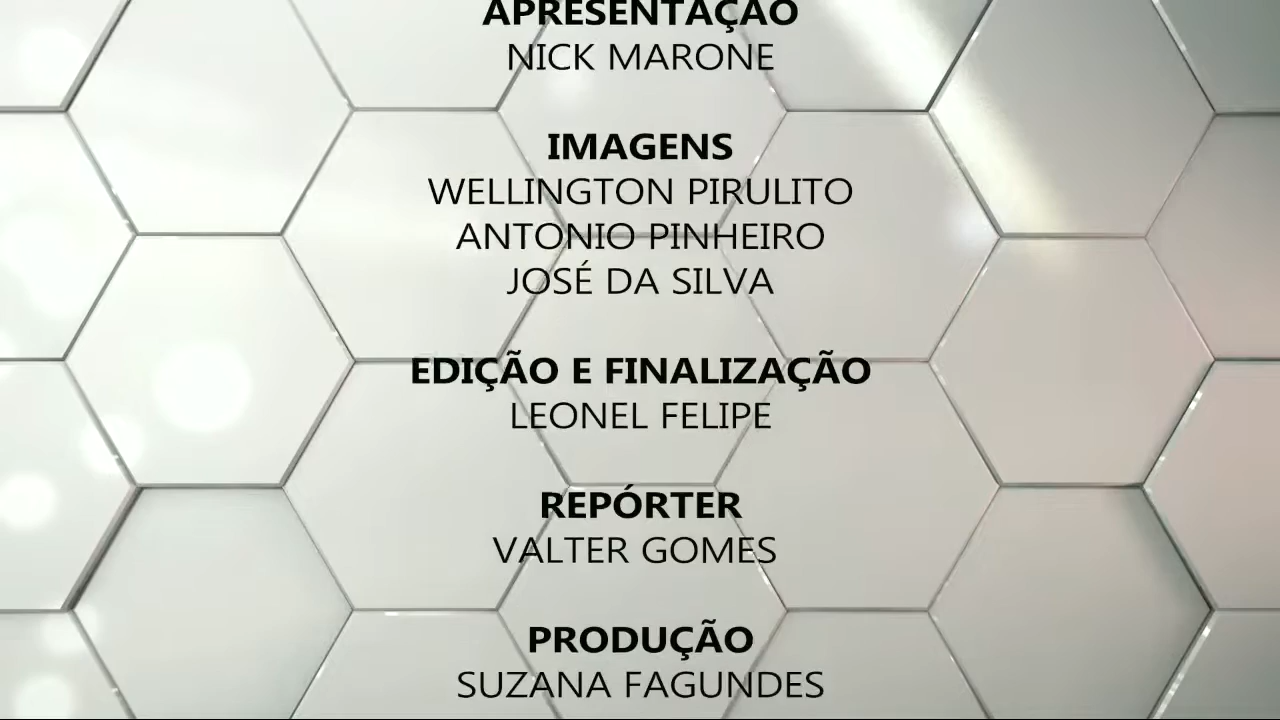 APRESENTAÇÃO
NICK MARONE
IMAGENS
WELLINGTON PIRULITO
ANTONIO PINHEIRO
JOSÉ DA SILVA
EDIÇÃO E FINALIZAÇÃO
LEONEL FELIPE
REPÓRTER
VALTER GOMES
PRODUÇÃO
SUZANA FAGUNDES